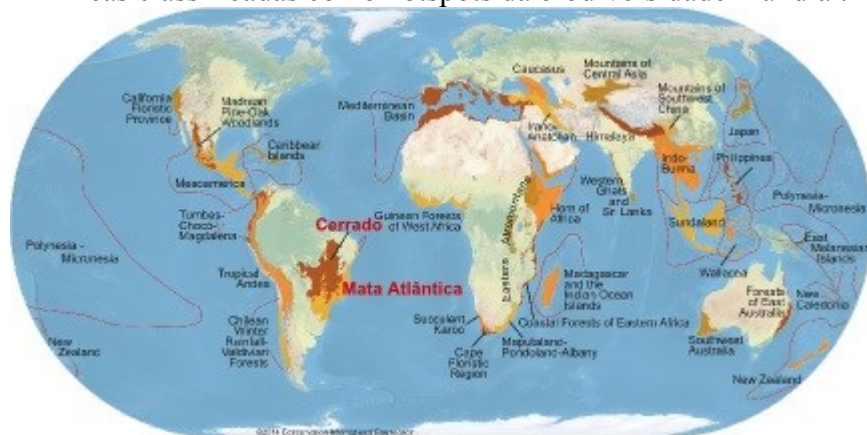 California
Floristic
Province
Madrean
Pine-Oak
Woodlands
Caribbean
Islands
Mesoamerica
Tumbes-
Choco-
Magdalena
Polynesia -
Micronesia
Tropical
Andes
Cerrado
Mata Atlântica
Chilean
Winter
Rainfall-
Valdivian
Forests
New
Zealand
Mediterranean
Basin
Caucasus
Irano-
Anatolian
Mountains of
Central Asia
Mountains of
Southwest
China
Himalaya
Japan
Indo-
Burma
Philippines
Western
Ghats
and
Sri Lanka
Guinean Forests
of West Africa
Eastern Afromontane
Horn of
Africa
Sundaland
Wallacea
Polynesia-
Micronesia
East
Melanesian
Islands
Madagascar
and the
Indian Ocean
Islands
Coastal Forests of Eastern Africa
Succulent
Karoo
Cape
Floristic
Region
Maputaland-
Pondoland-Albany
Forests
of East
Australia
New
Caledonia
Southwest
Australia
New Zealand